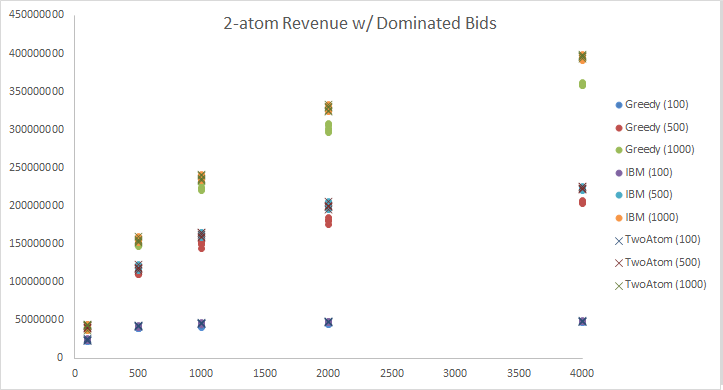 2-atom Revenue w/ Dominated Bids
450000000
400000000
350000000
300000000
250000000
200000000
150000000
100000000
50000000
0
0 500 1000 1500 2000 2500 3000 3500 4000
Greedy (100)
Greedy (500)
Greedy (1000)
IBM (100)
IBM (500)
IBM (1000)
TwoAtom (100)
TwoAtom (500)
TwoAtom (1000)